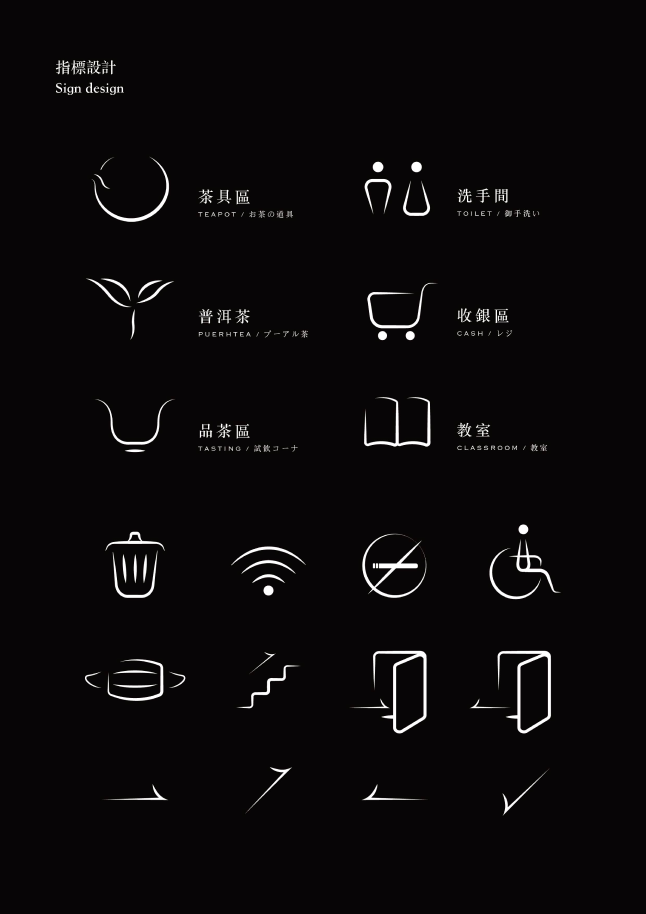 指標設計
Sign design
茶具區
TEAPOT / お茶の道具
洗手間
TOILET / 御手洗い
普洱茶
PUERHTEA / プーアル茶
收銀區
CASH / レジ
品茶區
TASTING / 試飲コーナ
教室
CLASSROOM / 教室